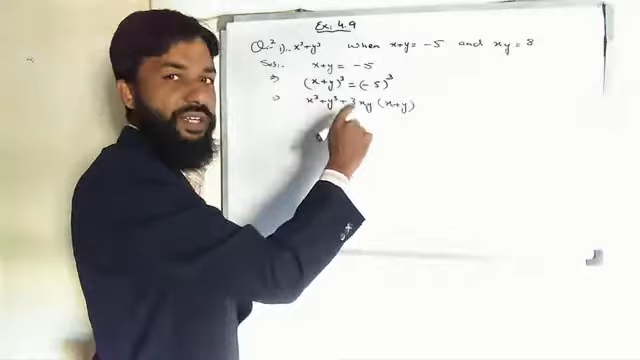 Ex: 4.9
Q:-2 i).. x³+y³ when x+y = -5 and xy = 8
Sol:- x+y = -5
⇒ (x+y)³ = (-5)³
⇒ x³+y³+3xy (x+y)